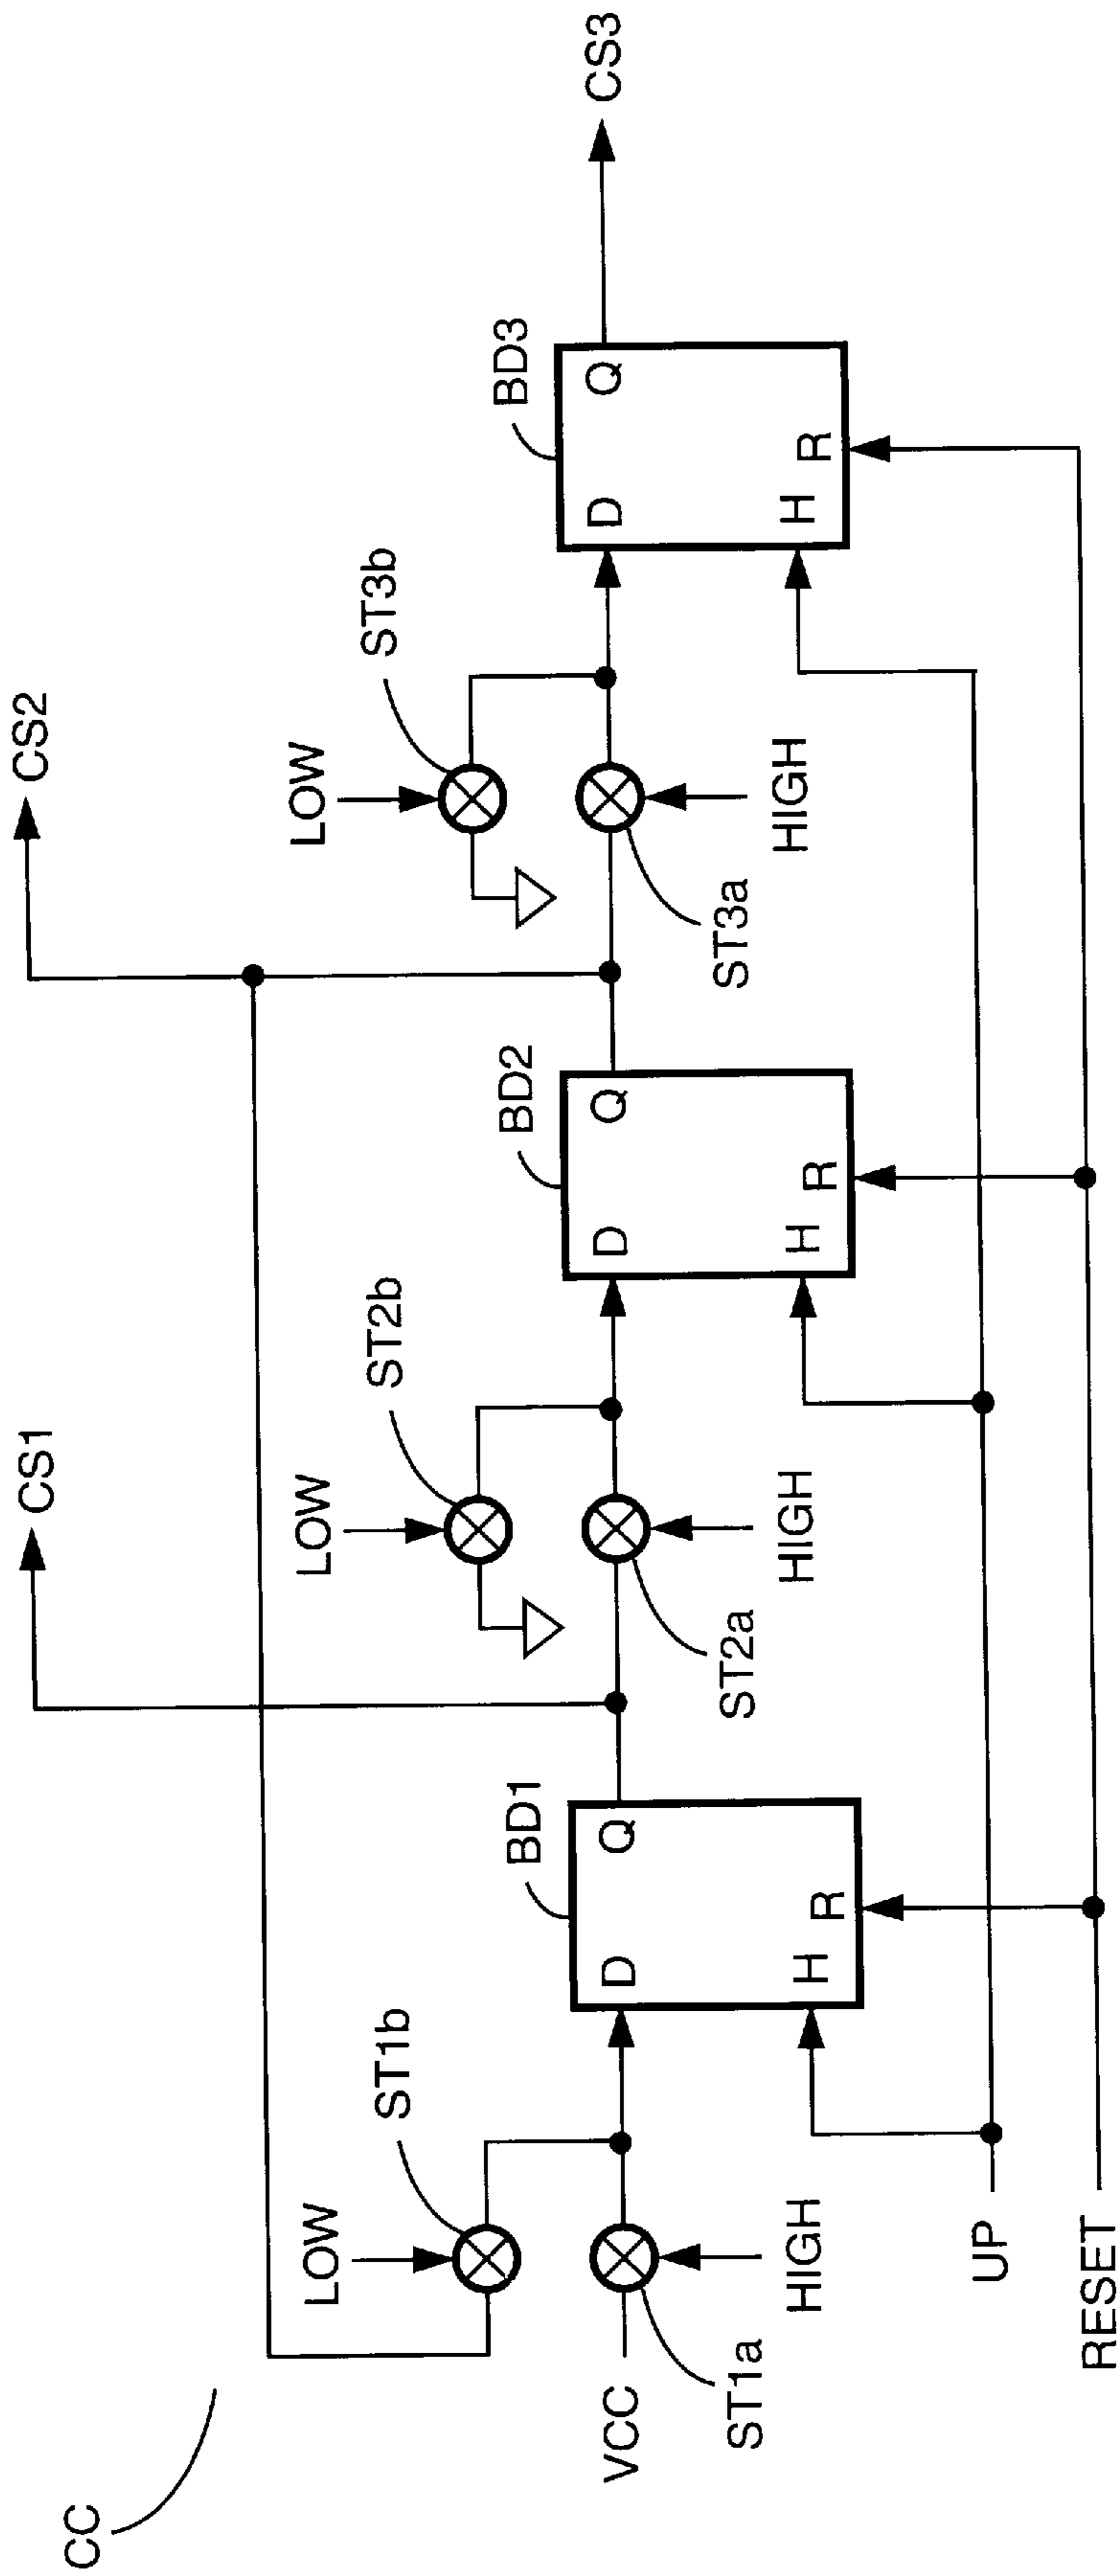 CC
CS1
CS2
CS3
LOW
ST1b
LOW
ST2b
LOW
ST3b
BD1
BD2
BD3
VCC
D
Q
D
Q
D
Q
ST1a
HIGH
H
R
ST2a
HIGH
H
R
ST3a
HIGH
H
R
UP
RESET